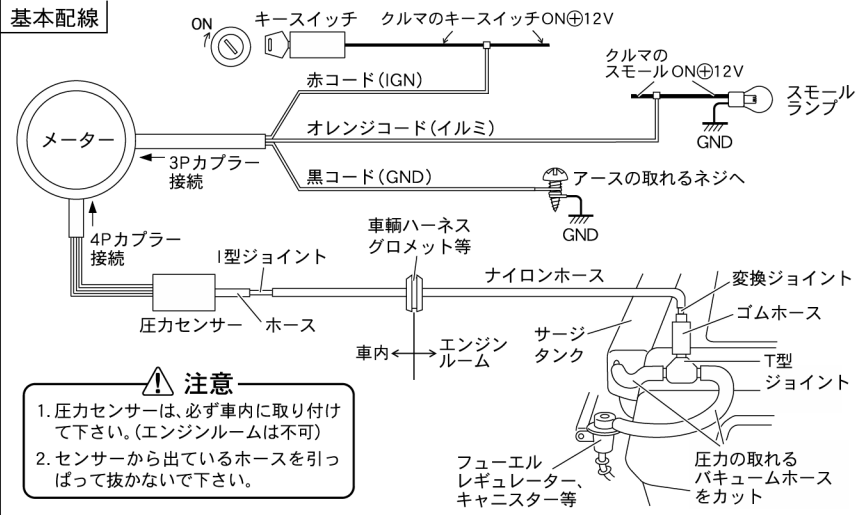 基本配線
ON
キースイッチ
クルマのキースイッチON⊕12V
赤コード(IGN)
クルマの
スモールON⊕12V
スモール
ランプ
GND
メーター
オレンジコード(イルミ)
3Pカプラー
接続
黒コード(GND)
アースの取れるネジへ
GND
4Pカプラー
接続
I型ジョイント
車輌ハーネス
グロメット等
ナイロンホース
変換ジョイント
ゴムホース
圧力センサー
ホース
サージ
タンク
車内
エンジン
ルーム
T型
ジョイント
注意
1. 圧力センサーは、必ず車内に取り付け
て下さい。(エンジンルームは不可)
2. センサーから出ているホースを引っ
ぱって抜かないで下さい。
フューエル
レギュレーター、
キャニスター等
圧力の取れる
バキュームホース
をカット